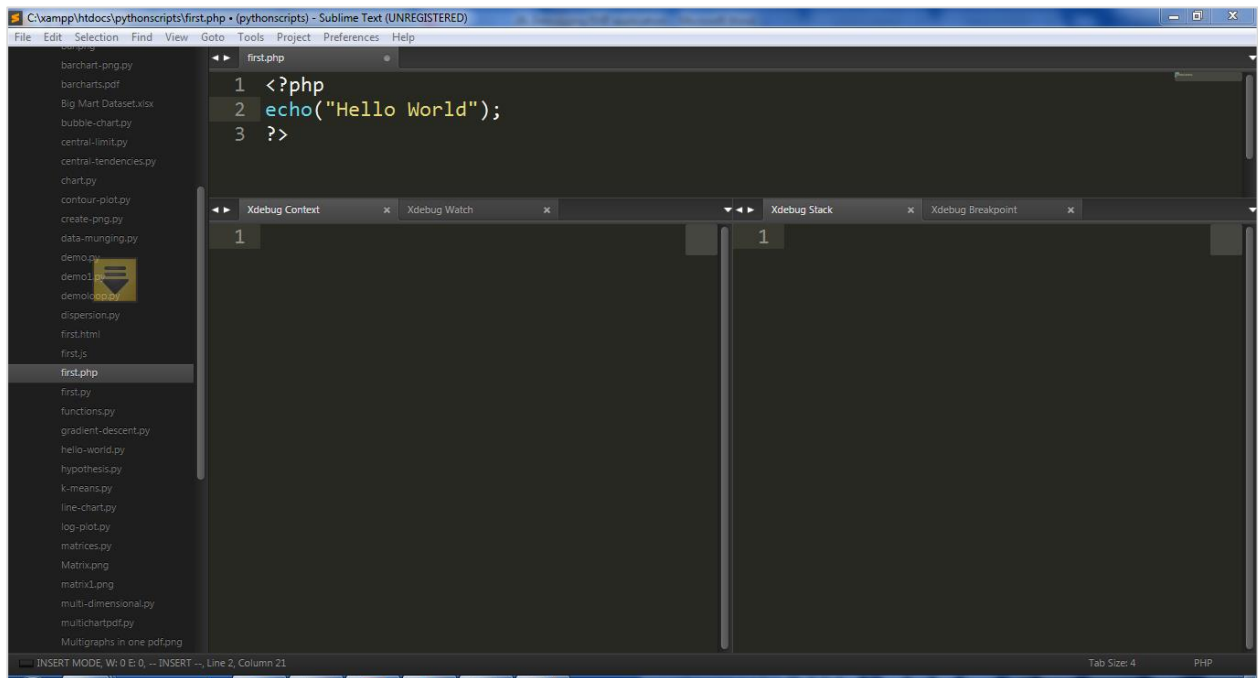 C:\xampp\htdocs\pythonscripts\first.php • (pythonscripts) - Sublime Text (UNREGISTERED)
File Edit Selection Find View Goto Tools Project Preferences Help
barchart-png.py
barcharts.pdf
Big Mart Dataset.xlsx
bubble-chart.py
central-limit.py
central-tendencies.py
chart.py
contour-plot.py
create-png.py
data-munging.py
demo.py
demo1.py
demoloop.py
dispersion.py
first.html
first.js
first.php
first.py
functions.py
gradient-descent.py
hello-world.py
hypothesis.py
k-means.py
line-chart.py
log-plot.py
matrices.py
Matrix.png
matrix1.png
multi-dimensional.py
multichartpdf.py
Multigraphs in one pdf.png
first.php
1 <?php
2 echo("Hello World");
3 ?>
Xdebug Context Xdebug Watch
1
Xdebug Stack Xdebug Breakpoint
1
INSERT MODE, W: 0 E: 0, -- INSERT --, Line 2, Column 21 Tab Size: 4 PHP